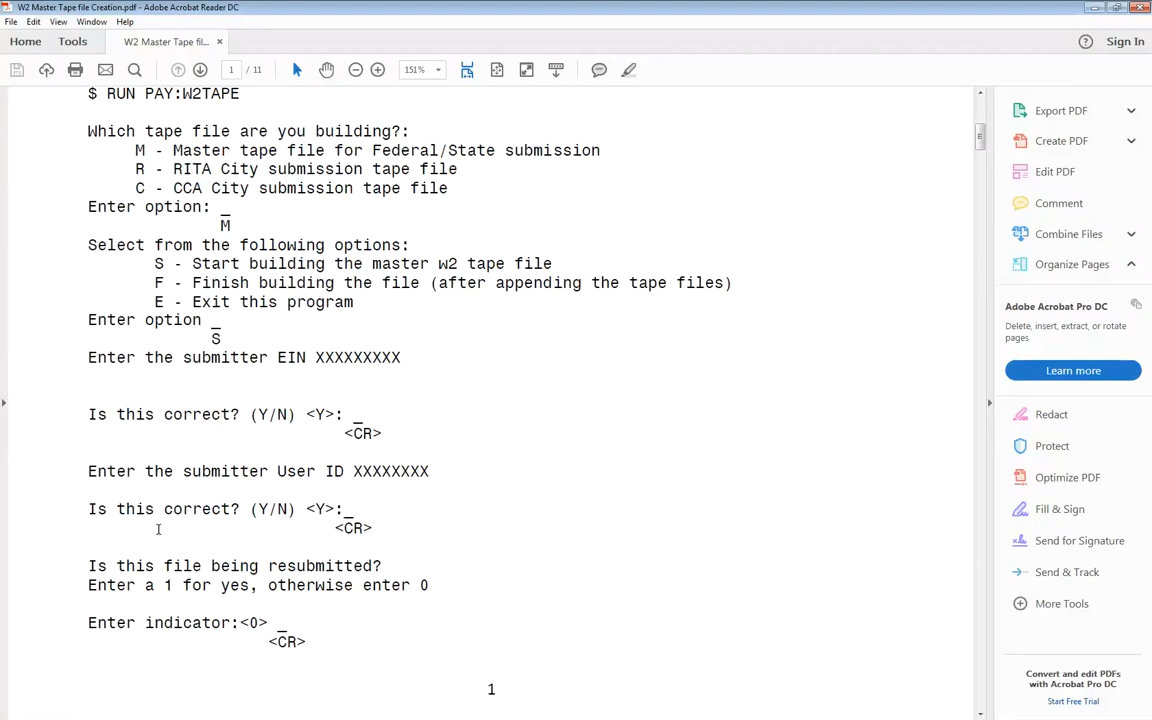 W2 Master Tape file Creation.pdf - Adobe Acrobat Reader DC
File Edit View Window Help
Home Tools W2 Master Tape fil... × Sign In
1 / 11 151%
$ RUN PAY:W2TAPE
Which tape file are you building?:
M - Master tape file for Federal/State submission
R - RITA City submission tape file
C - CCA City submission tape file
Enter option: _
M
Select from the following options:
S - Start building the master w2 tape file
F - Finish building the file (after appending the tape files)
E - Exit this program
Enter option _
S
Enter the submitter EIN XXXXXXXXX
Is this correct? (Y/N) <Y>: _
<CR>
Enter the submitter User ID XXXXXXXX
Is this correct? (Y/N) <Y>:_
<CR>
Is this file being resubmitted?
Enter a 1 for yes, otherwise enter 0
Enter indicator:<0> _
<CR>
1
Export PDF
Create PDF
Edit PDF
Comment
Combine Files
Organize Pages
Adobe Acrobat Pro DC
Delete, insert, extract, or rotate
pages
Learn more
Redact
Protect
Optimize PDF
Fill & Sign
Send for Signature
Send & Track
More Tools
Convert and edit PDFs
with Acrobat Pro DC
Start Free Trial